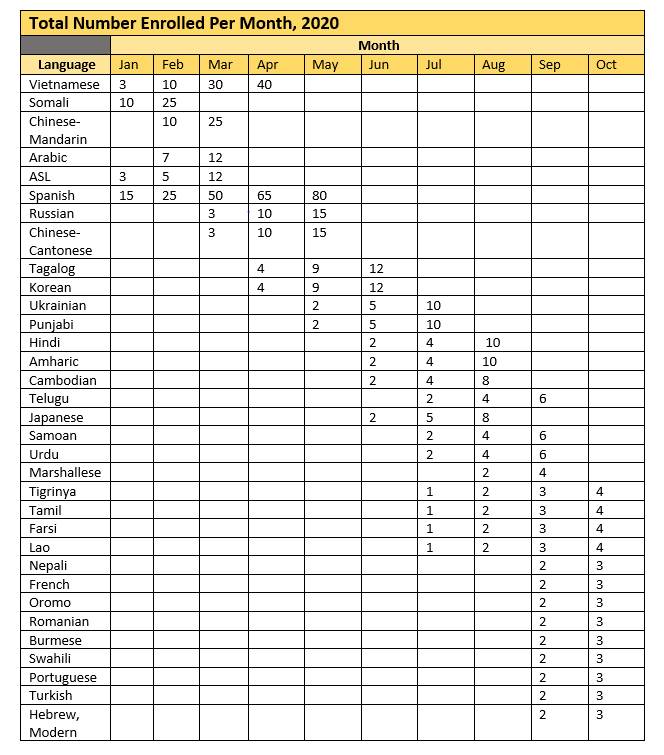 Total Number Enrolled Per Month, 2020
Month
Language Jan Feb Mar Apr May Jun Jul Aug Sep Oct
Vietnamese 3 10 30 40
Somali 10 25
Chinese- 10 25
Mandarin
Arabic 7 12
ASL 3 5 12
Spanish 15 25 50 65 80
Russian 3 10 15
Chinese- 3 10 15
Cantonese
Tagalog 4 9 12
Korean 4 9 12
Ukrainian 2 5 10
Punjabi 2 5 10
Hindi 2 4 10
Amharic 2 4 10
Cambodian 2 4 8
Telugu 2 4 6
Japanese 2 5 8
Samoan 2 4 6
Urdu 2 4 6
Marshallese 2 4
Tigrinya 1 2 3 4
Tamil 1 2 3 4
Farsi 1 2 3 4
Lao 1 2 3 4
Nepali 2 3
French 2 3
Oromo 2 3
Romanian 2 3
Burmese 2 3
Swahili 2 3
Portuguese 2 3
Turkish 2 3
Hebrew, 2 3
Modern